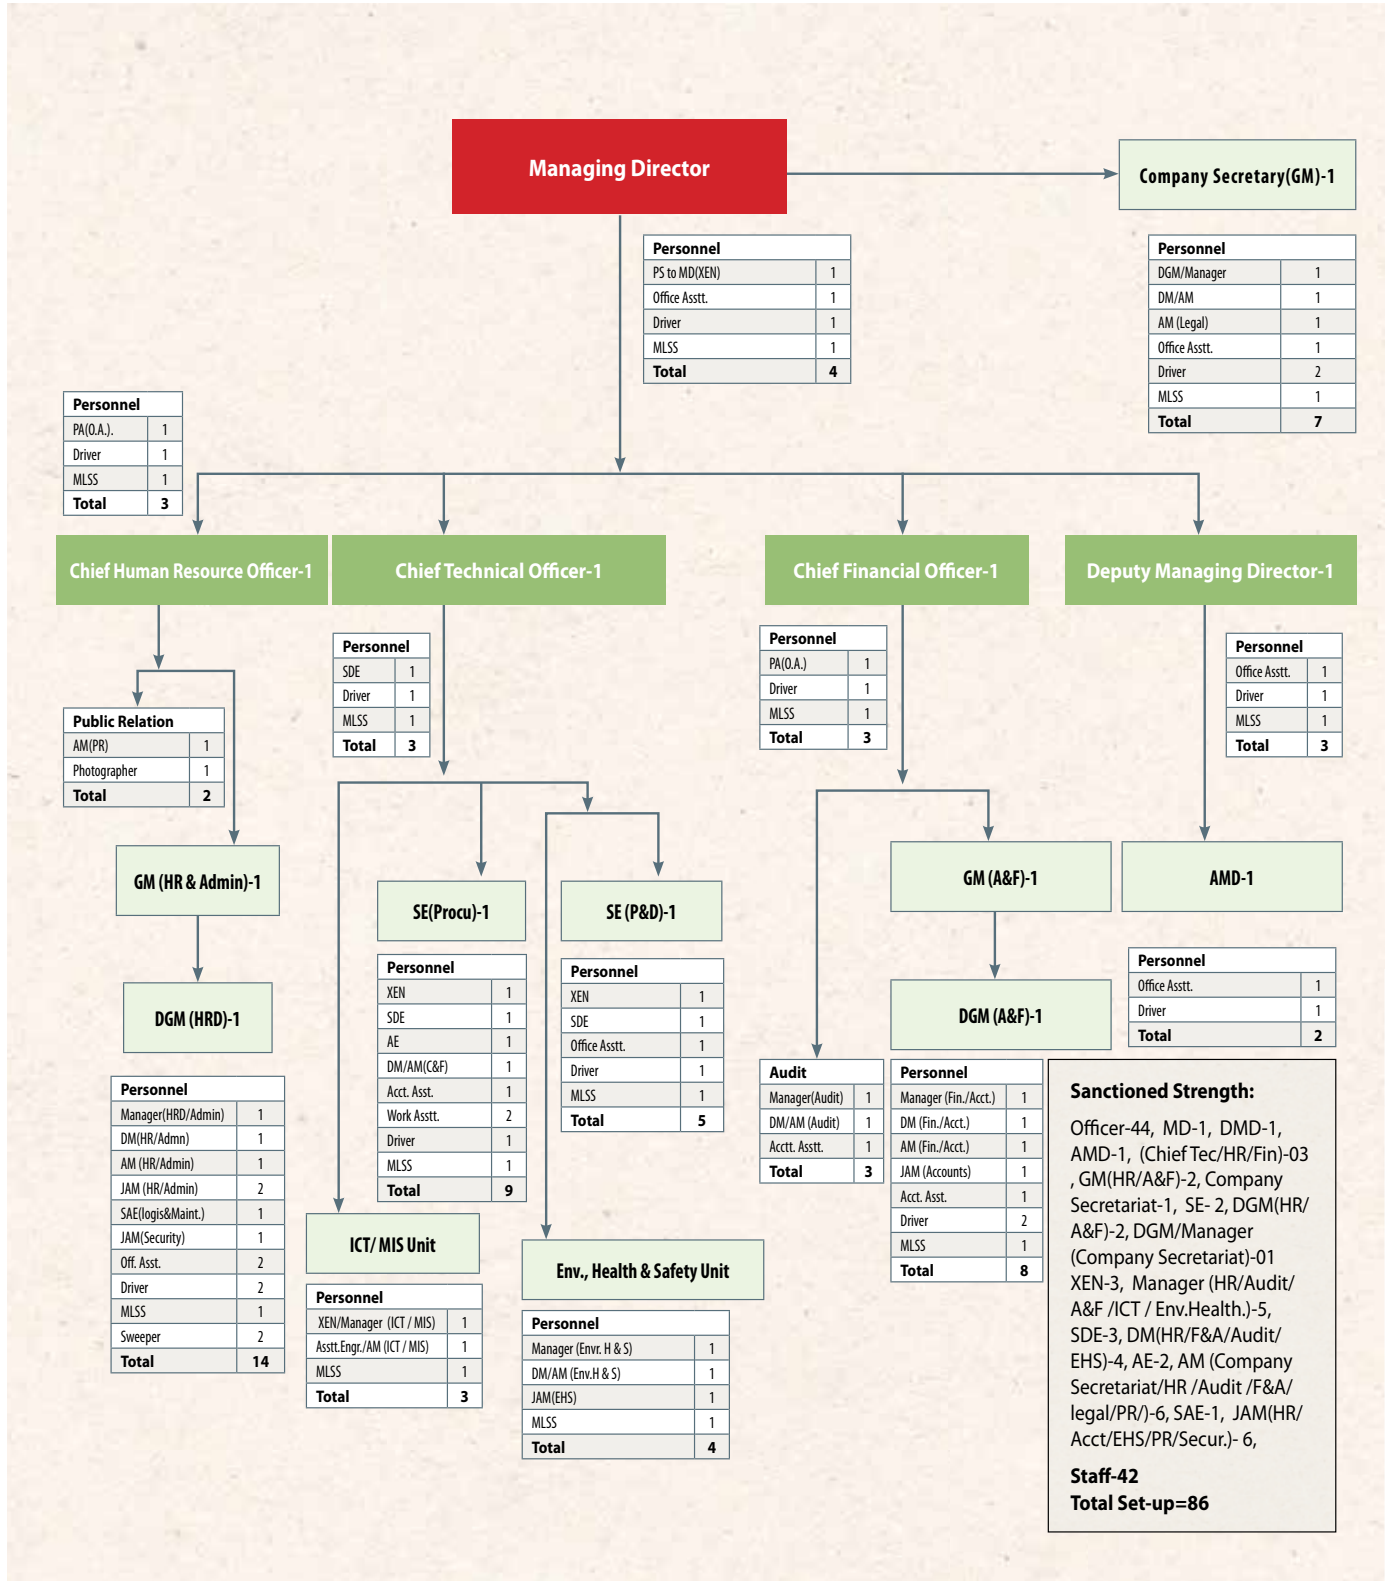 Managing Director
Company Secretary(GM)-1
Personnel
PS to MD(XEN) 1
Office Asstt. 1
Driver 1
MLSS 1
Total 4
Personnel
DGM/Manager 1
DM/AM 1
AM (Legal) 1
Office Asstt. 1
Driver 2
MLSS 1
Total 7
Personnel
PA(O.A.). 1
Driver 1
MLSS 1
Total 3
Chief Human Resource Officer-1
Chief Technical Officer-1
Chief Financial Officer-1
Deputy Managing Director-1
Public Relation
AM(PR) 1
Photographer 1
Total 2
Personnel
SDE 1
Driver 1
MLSS 1
Total 3
Personnel
PA(O.A.) 1
Driver 1
MLSS 1
Total 3
Personnel
Office Asstt. 1
Driver 1
MLSS 1
Total 3
GM (HR & Admin)-1
SE(Procu)-1
SE (P&D)-1
GM (A&F)-1
AMD-1
DGM (HRD)-1
Personnel
Manager(HRD/Admin) 1
DM(HR/Admn) 1
AM (HR/Admin) 1
JAM (HR/Admin) 2
SAE(logis&Maint.) 1
JAM(Security) 1
Off. Asst. 2
Driver 2
MLSS 1
Sweeper 2
Total 14
Personnel
XEN 1
SDE 1
AE 1
DM/AM(C&F) 1
Acct. Asst. 1
Work Asstt. 2
Driver 1
MLSS 1
Total 9
Personnel
XEN 1
SDE 1
Office Asstt. 1
Driver 1
MLSS 1
Total 5
DGM (A&F)-1
Personnel
Office Asstt. 1
Driver 1
Total 2
Audit
Manager(Audit) 1
DM/AM (Audit) 1
Acctt. Asstt. 1
Total 3
Personnel
Manager (Fin./Acct.) 1
DM (Fin./Acct.) 1
AM (Fin./Acct.) 1
JAM (Accounts) 1
Acct. Asst. 1
Driver 2
MLSS 1
Total 8
ICT/ MIS Unit
Personnel
XEN/Manager (ICT / MIS) 1
Asstt.Engr./AM (ICT / MIS) 1
MLSS 1
Total 3
Env., Health & Safety Unit
Personnel
Manager (Envr. H & S) 1
DM/AM (Env.H & S) 1
JAM(EHS) 1
MLSS 1
Total 4
Sanctioned Strength:
Officer-44, MD-1, DMD-1,
AMD-1, (Chief Tec/HR/Fin)-03
, GM(HR/A&F)-2, Company
Secretariat-1, SE- 2, DGM(HR/
A&F)-2, DGM/Manager
(Company Secretariat)-01
XEN-3, Manager (HR/Audit/
A&F /ICT / Env.Health.)-5,
SDE-3, DM(HR/F&A/Audit/
EHS)-4, AE-2, AM (Company
Secretariat/HR /Audit /F&A/
legal/PR/)-6, SAE-1, JAM(HR/
Acct/EHS/PR/Secur.)- 6,
Staff-42
Total Set-up=86